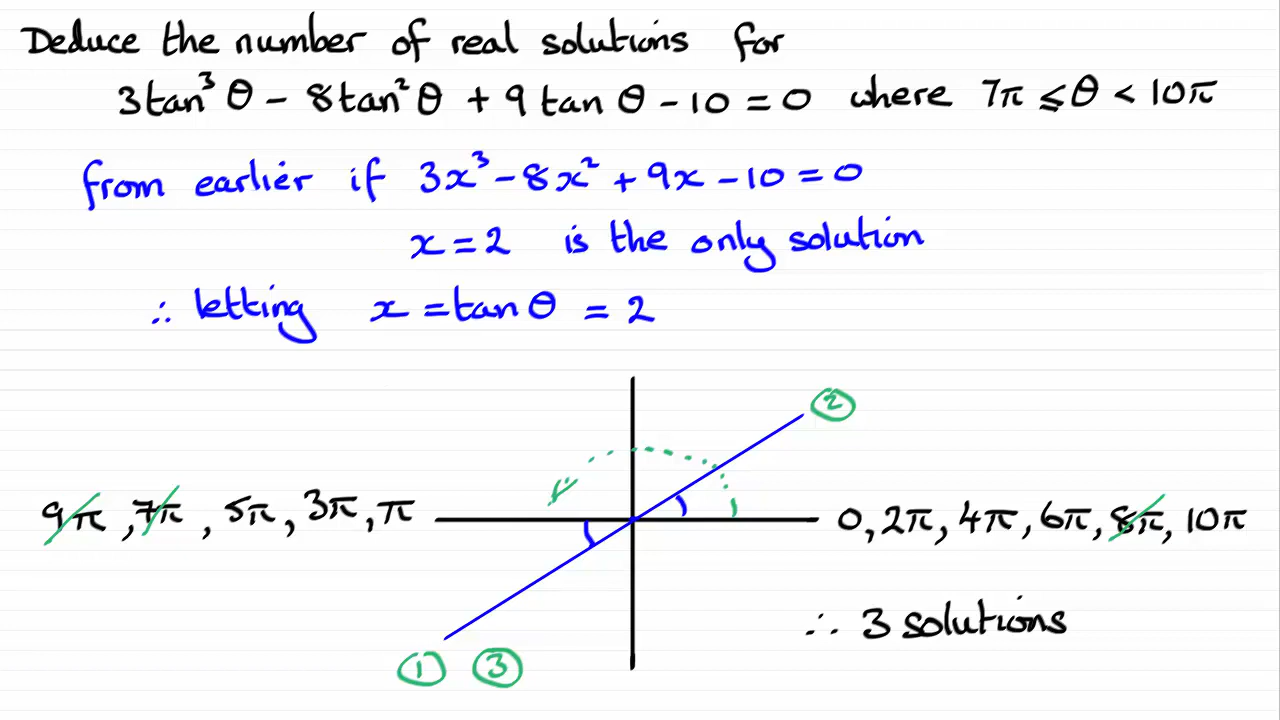 Deduce the number of real solutions for
3tan³θ - 8tan²θ + 9tanθ - 10 = 0 where 7π ≤ θ < 10π
from earlier if 3x³ - 8x² + 9x - 10 = 0
x = 2 is the only solution
∴ letting x = tanθ = 2
②
9π, 7π, 5π, 3π, π
0, 2π, 4π, 6π, 8π, 10π
∴ 3 solutions
① ③